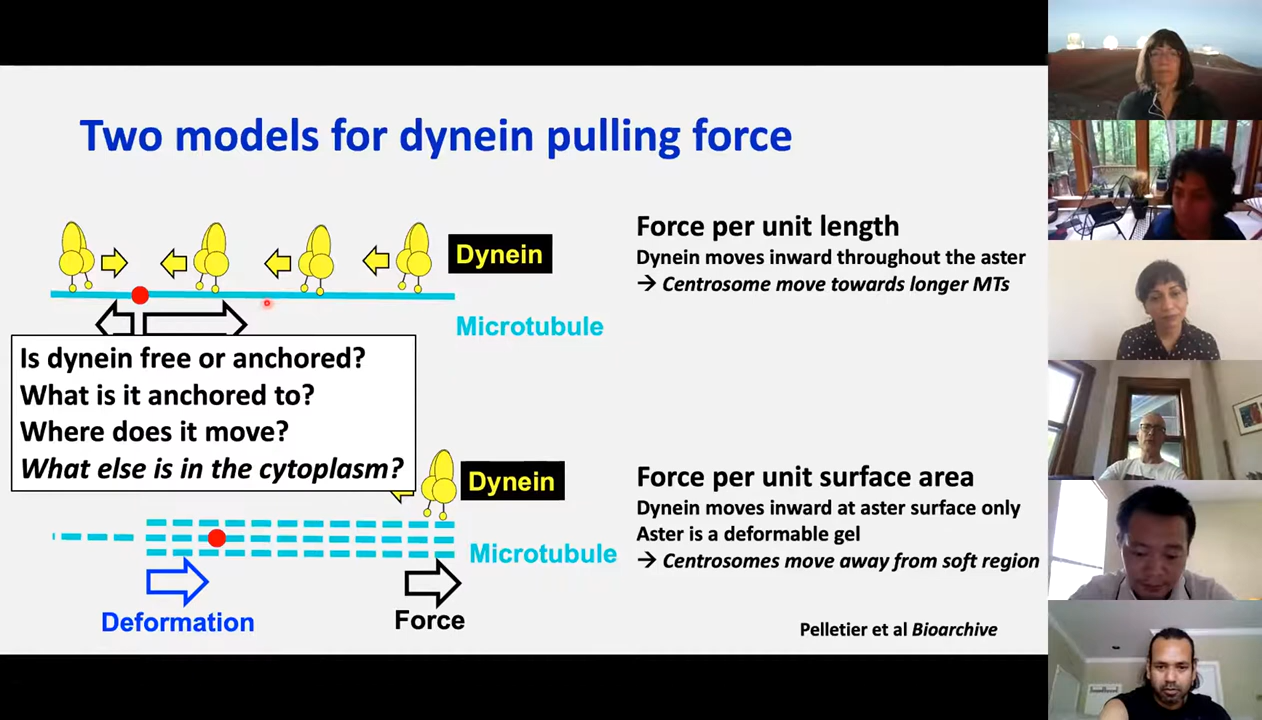 Two models for dynein pulling force
Dynein
Microtubule
Force per unit length
Dynein moves inward throughout the aster
→ Centrosome move towards longer MTs
Is dynein free or anchored?
What is it anchored to?
Where does it move?
What else is in the cytoplasm?
Dynein
Microtubule
Deformation
Force
Force per unit surface area
Dynein moves inward at aster surface only
Aster is a deformable gel
→ Centrosomes move away from soft region
Pelletier et al Bioarchive